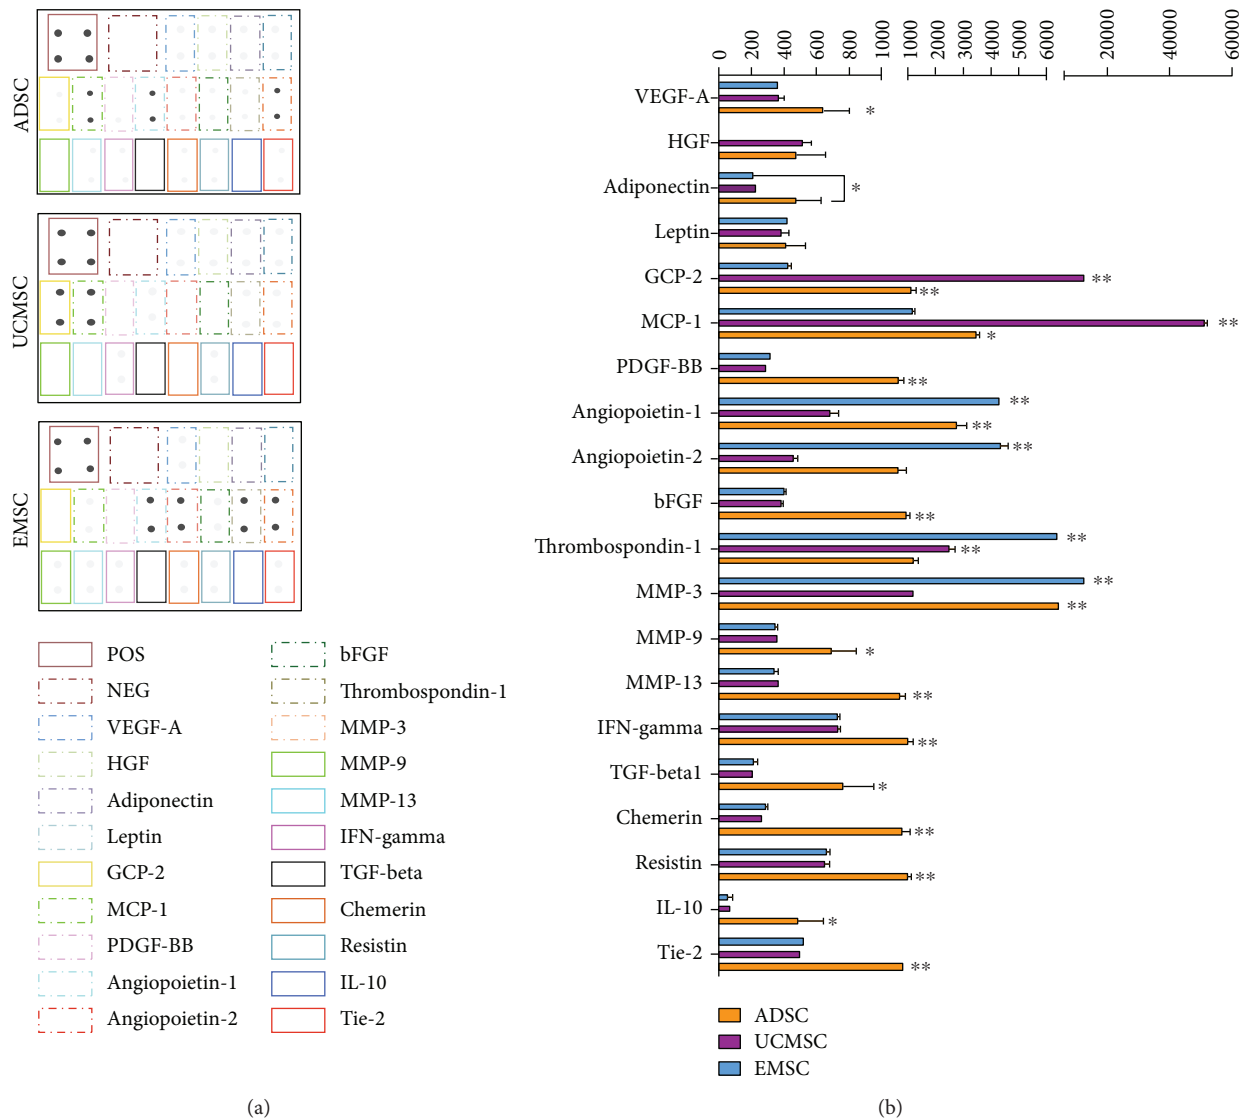 ADSC
UCMSC
EMSC
POS
NEG
VEGF-A
HGF
Adiponectin
Leptin
GCP-2
MCP-1
PDGF-BB
Angiopoietin-1
Angiopoietin-2
bFGF
Thrombospondin-1
MMP-3
MMP-9
MMP-13
IFN-gamma
TGF-beta
Chemerin
Resistin
IL-10
Tie-2
(a)
0 200 400 600 800 1000 1000 2000 3000 4000 5000 6000 20000 40000 60000
VEGF-A *
HGF
Adiponectin *
Leptin
GCP-2 ** **
MCP-1 ** *
PDGF-BB **
Angiopoietin-1 ** **
Angiopoietin-2 **
bFGF **
Thrombospondin-1 ** **
MMP-3 ** **
MMP-9 *
MMP-13 **
IFN-gamma **
TGF-beta1 *
Chemerin **
Resistin **
IL-10 *
Tie-2 **
ADSC
UCMSC
EMSC
(b)